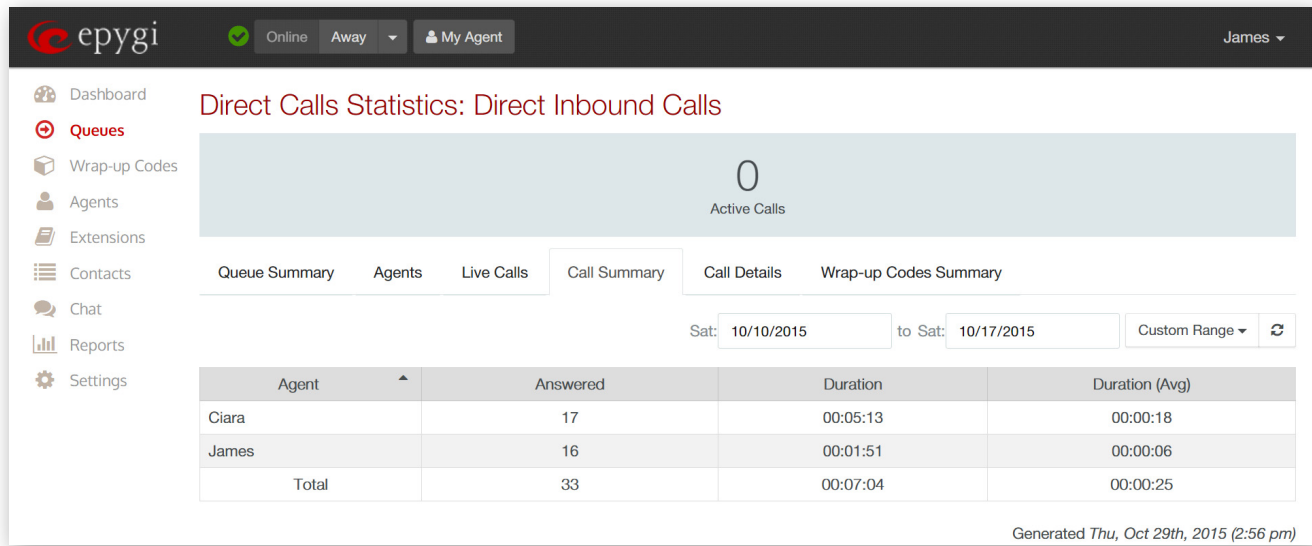 epygi Online Away My Agent James
Dashboard
Queues
Wrap-up Codes
Agents
Extensions
Contacts
Chat
Reports
Settings
Direct Calls Statistics: Direct Inbound Calls
0
Active Calls
Queue Summary Agents Live Calls Call Summary Call Details Wrap-up Codes Summary
Sat: 10/10/2015 to Sat: 10/17/2015 Custom Range
Agent Answered Duration Duration (Avg)
Ciara 17 00:05:13 00:00:18
James 16 00:01:51 00:00:06
Total 33 00:07:04 00:00:25
Generated Thu, Oct 29th, 2015 (2:56 pm)